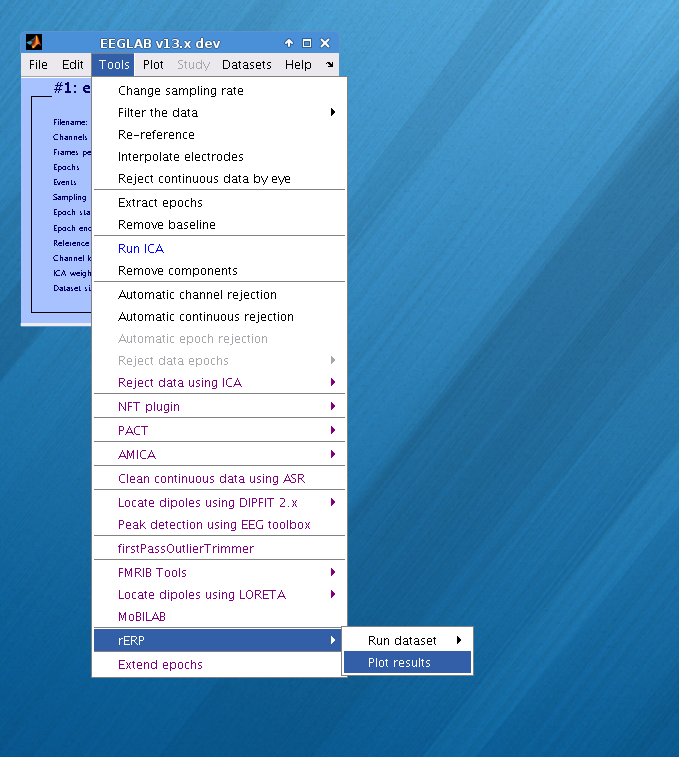 EEGLAB v13.x dev
File Edit Tools Plot Study Datasets Help
#1: e
Filename:
Channels
Frames pe
Epochs
Events
Sampling
Epoch sta
Epoch end
Reference
Channel l
ICA weigh
Dataset si
Change sampling rate
Filter the data
Re-reference
Interpolate electrodes
Reject continuous data by eye
Extract epochs
Remove baseline
Run ICA
Remove components
Automatic channel rejection
Automatic continuous rejection
Automatic epoch rejection
Reject data epochs
Reject data using ICA
NFT plugin
PACT
AMICA
Clean continuous data using ASR
Locate dipoles using DIPFIT 2.x
Peak detection using EEG toolbox
firstPassOutlierTrimmer
FMRIB Tools
Locate dipoles using LORETA
MoBILAB
rERP
Extend epochs
Run dataset
Plot results